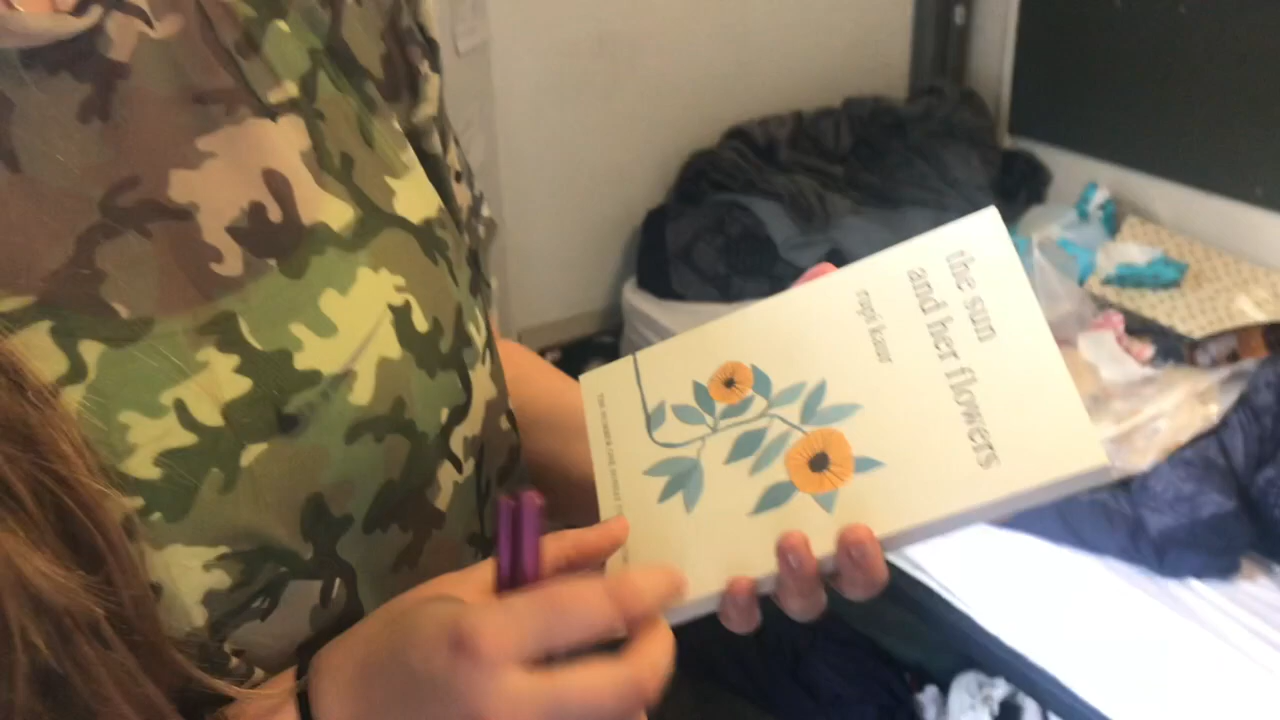 the sun
and her flowers
rupi kaur